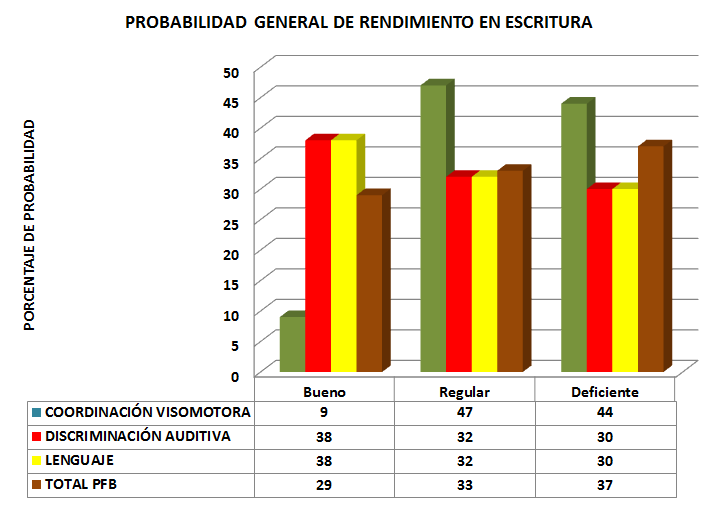 PROBABILIDAD GENERAL DE RENDIMIENTO EN ESCRITURA
PORCENTAJE DE PROBABILIDAD
50
45
40
35
30
25
20
15
10
5
0
Bueno Regular Deficiente
COORDINACIÓN VISOMOTORA 9 47 44
DISCRIMINACIÓN AUDITIVA 38 32 30
LENGUAJE 38 32 30
TOTAL PFB 29 33 37